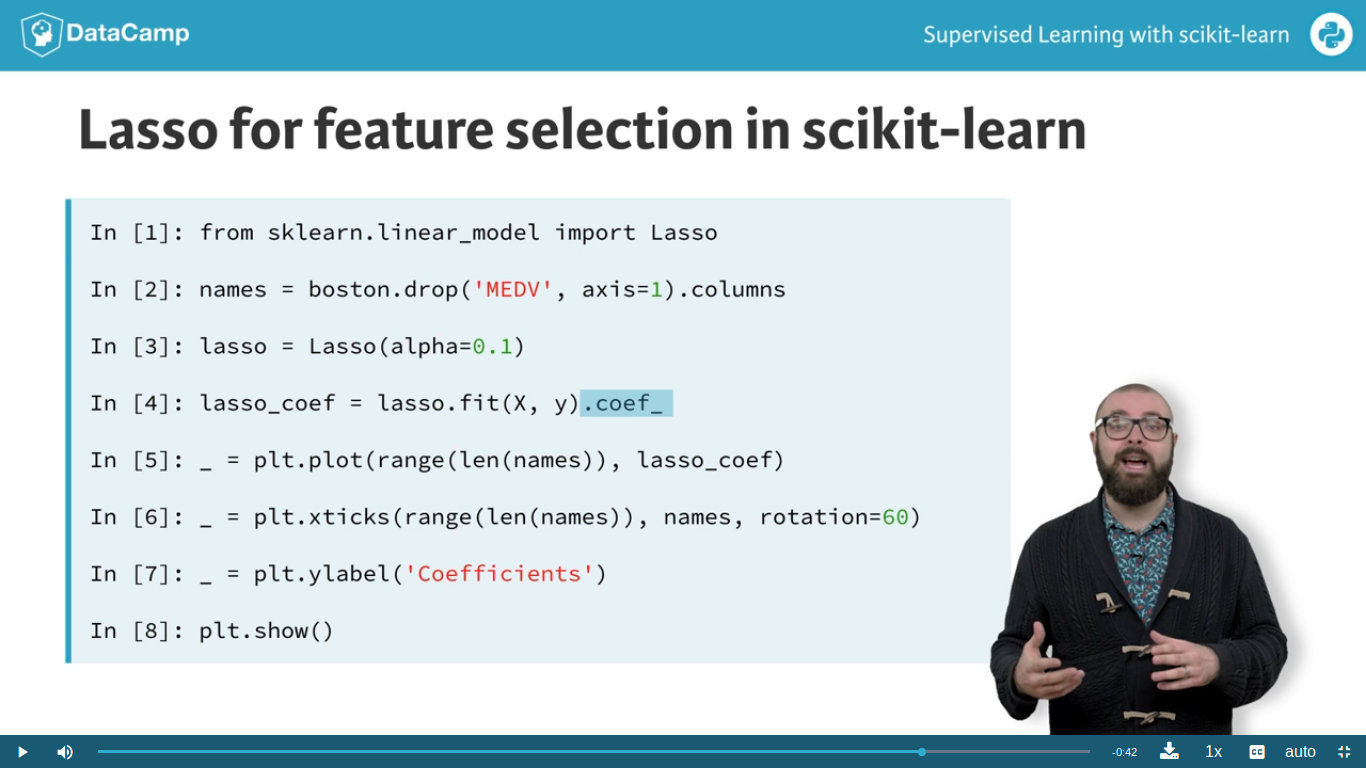 DataCamp
Supervised Learning with scikit-learn
Lasso for feature selection in scikit-learn
In [1]: from sklearn.linear_model import Lasso
In [2]: names = boston.drop('MEDV', axis=1).columns
In [3]: lasso = Lasso(alpha=0.1)
In [4]: lasso_coef = lasso.fit(X, y).coef_
In [5]: _ = plt.plot(range(len(names)), lasso_coef)
In [6]: _ = plt.xticks(range(len(names)), names, rotation=60)
In [7]: _ = plt.ylabel('Coefficients')
In [8]: plt.show()
-0:42
1x
CC
auto